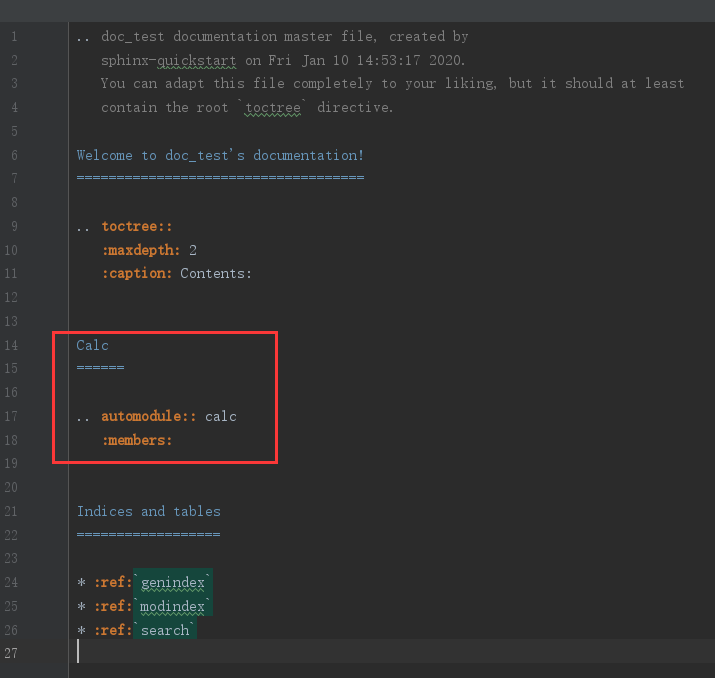 1 .. doc_test documentation master file, created by
2 sphinx-quickstart on Fri Jan 10 14:53:17 2020.
3 You can adapt this file completely to your liking, but it should at least
4 contain the root `toctree` directive.
5
6 Welcome to doc_test's documentation!
7 ====================================
8
9 .. toctree::
10 :maxdepth: 2
11 :caption: Contents:
12
13
14 Calc
15 ======
16
17 .. automodule:: calc
18 :members:
19
20
21 Indices and tables
22 ==================
23
24 * :ref:`genindex`
25 * :ref:`modindex`
26 * :ref:`search`
27